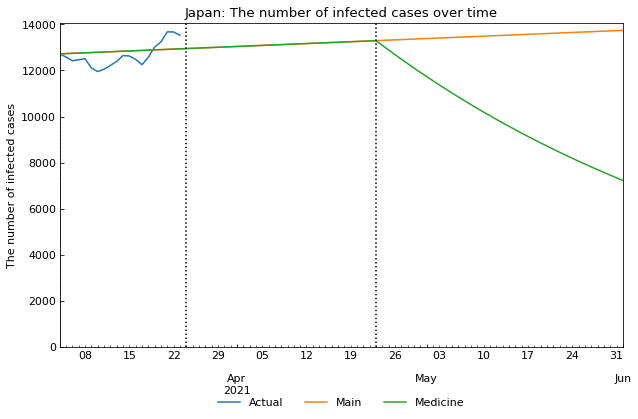 Japan: The number of infected cases over time
The number of infected cases
14000
12000
10000
8000
6000
4000
2000
0
08 15 22 29 05 12 19 26 03 10 17 24 31
Apr May Jun
2021
Actual Main Medicine